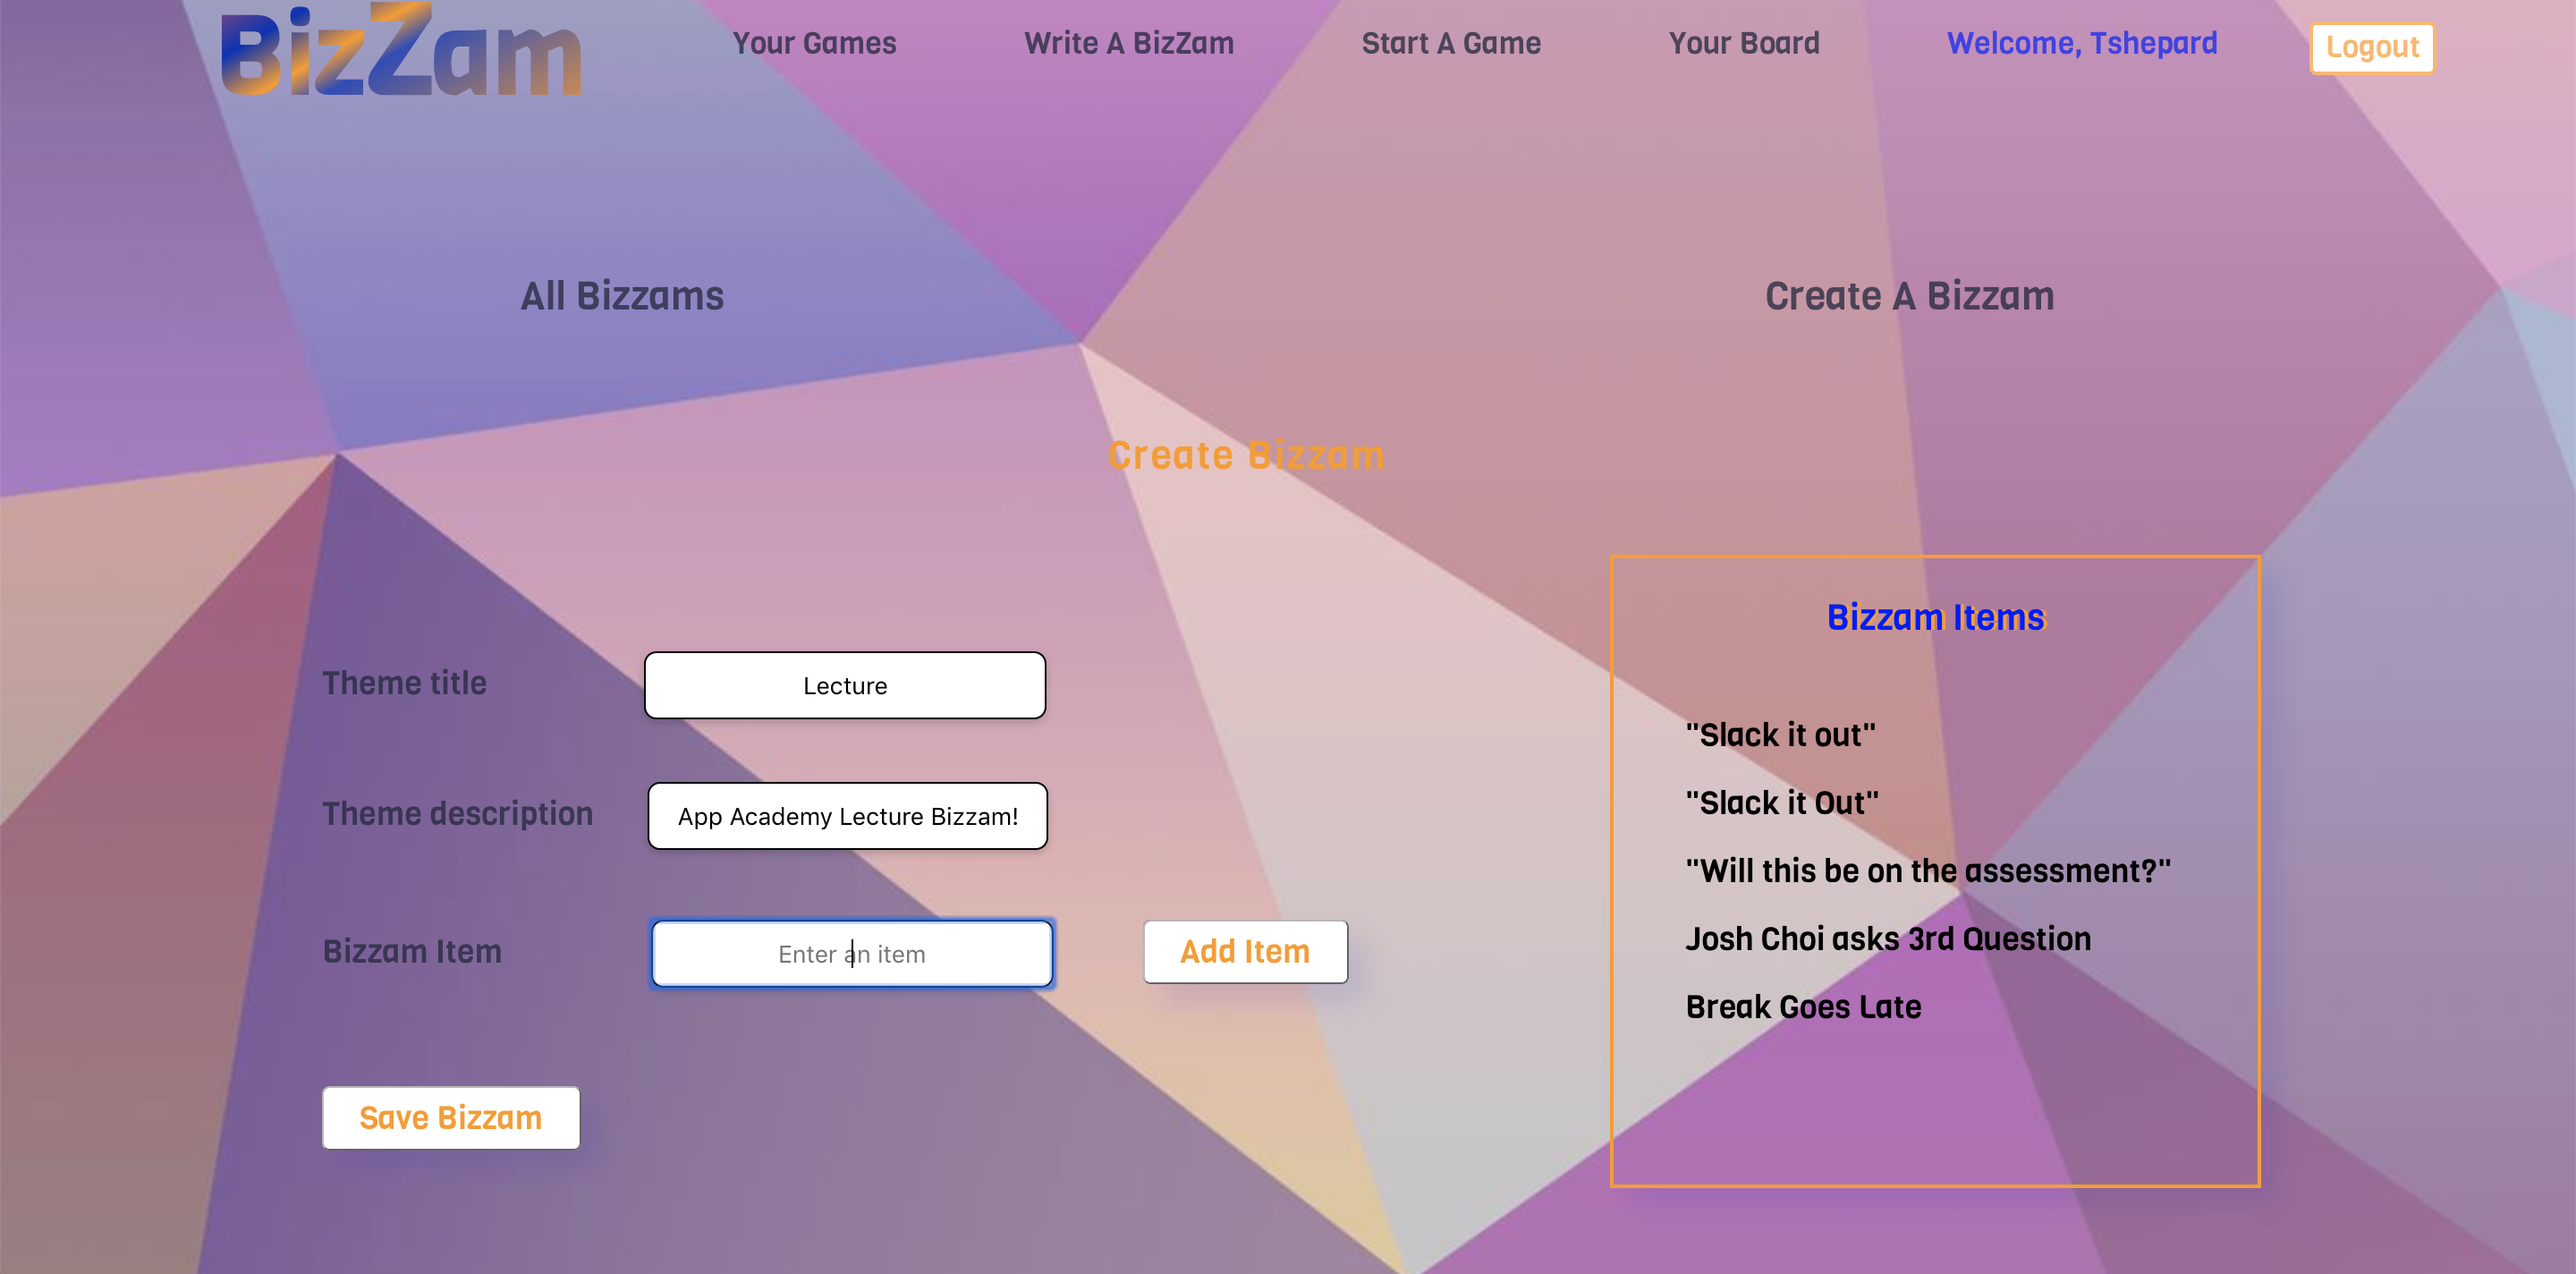 BizZam
Your Games
Write A BizZam
Start A Game
Your Board
Welcome, Tshepard
Logout
All Bizzams
Create A Bizzam
Create Bizzam
Theme title
Lecture
Theme description
App Academy Lecture Bizzam!
Bizzam Item
Enter an item
Add Item
Save Bizzam
Bizzam Items
"Slack it out"
"Slack it Out"
"Will this be on the assessment?"
Josh Choi asks 3rd Question
Break Goes Late